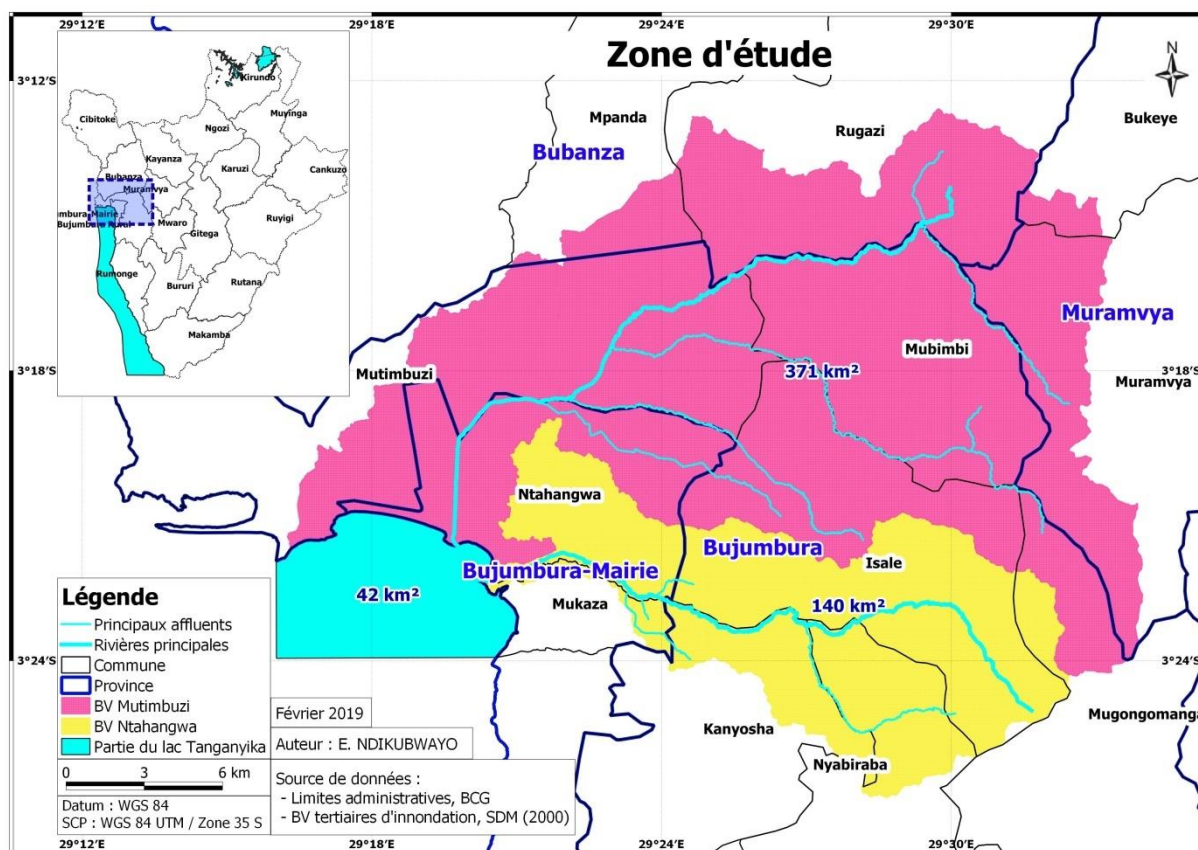 29°12'E 29°18'E 29°24'E 29°30'E
Zone d'étude
N
3°12'S 3°12'S
Kirundo
Cibitoke
Muyinga
Ngozi
Kayanza
Karuzi
Cankuzo
Bubanza
Muramvya
Ruyigi
mbura-Mairie
Bujumbura Rural
Mwaro
Gitega
Rumonge
Bururi
Rutana
Makamba
Mpanda
Rugazi
Bukeye
Bubanza
Muramvya
Mubimbi
3°18'S 3°18'S
Mutimbuzi
371 km²
Muramvya
Ntahangwa
Bujumbura
Isale
Bujumbura-Mairie
42 km²
Mukaza
140 km²
3°24'S 3°24'S
Kanyosha
Mugongomanga
Nyabiraba
Légende
Principaux affluents
Rivières principales
Commune
Province
BV Mutimbuzi
BV Ntahangwa
Partie du lac Tanganyika
0 3 6 km
Datum : WGS 84
SCP : WGS 84 UTM / Zone 35 S
Février 2019
Auteur : E. NDIKUBWAYO
Source de données :
- Limites administratives, BCG
- BV tertiaires d'innondation, SDM (2000)
29°12'E 29°18'E 29°24'E 29°30'E